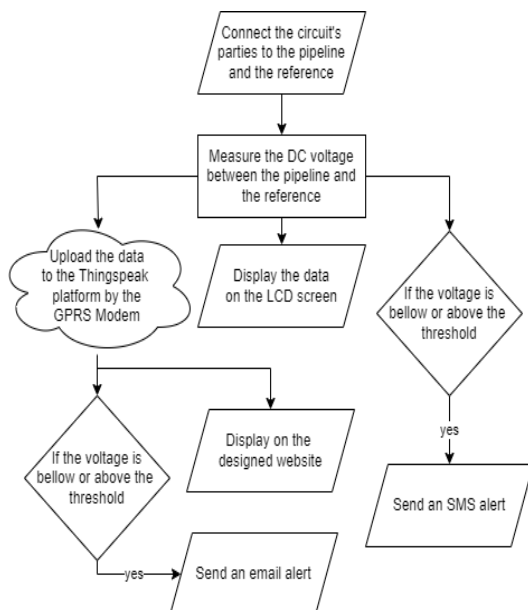 Connect the circuit's
parties to the pipeline
and the reference
Measure the DC voltage
between the pipeline and
the reference
Upload the data
to the Thingspeak
platform by the
GPRS Modem
Display the data
on the LCD screen
If the voltage is
bellow or above the
threshold
yes
Send an SMS alert
Display on the
designed website
If the voltage is
bellow or above the
threshold
yes
Send an email alert